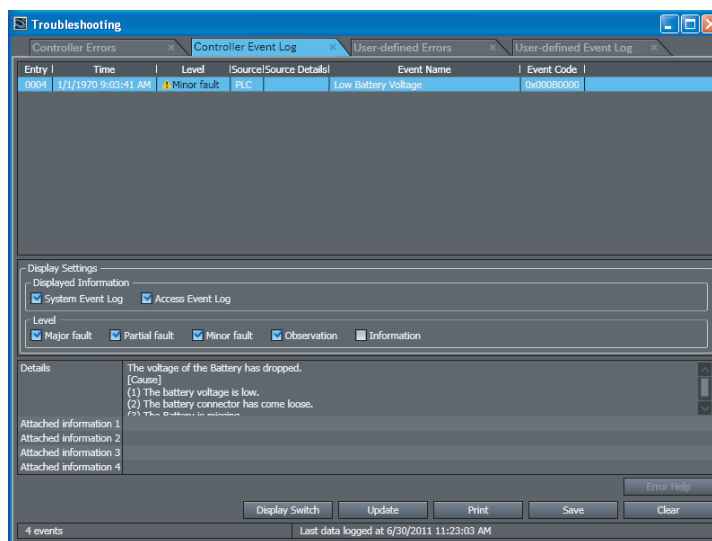 Troubleshooting
Controller Errors × Controller Event Log × User-defined Errors × User-defined Event Log ×
Entry Time Level Source Source Details Event Name Event Code
0004 1/1/1970 9:03:41 AM Minor fault PLC Low Battery Voltage 0x000B0000
Display Settings
Displayed Information
System Event Log Access Event Log
Level
Major fault Partial fault Minor fault Observation Information
Details The voltage of the Battery has dropped.
[Cause]
(1) The battery voltage is low.
(2) The battery connector has come loose.
(3) The Battery is missing.
Attached information 1
Attached information 2
Attached information 3
Attached information 4
Error Help
Display Switch Update Print Save Clear
4 events Last data logged at 6/30/2011 11:23:03 AM